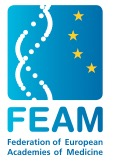 FEAM
Federation of European
Academies of Medicine